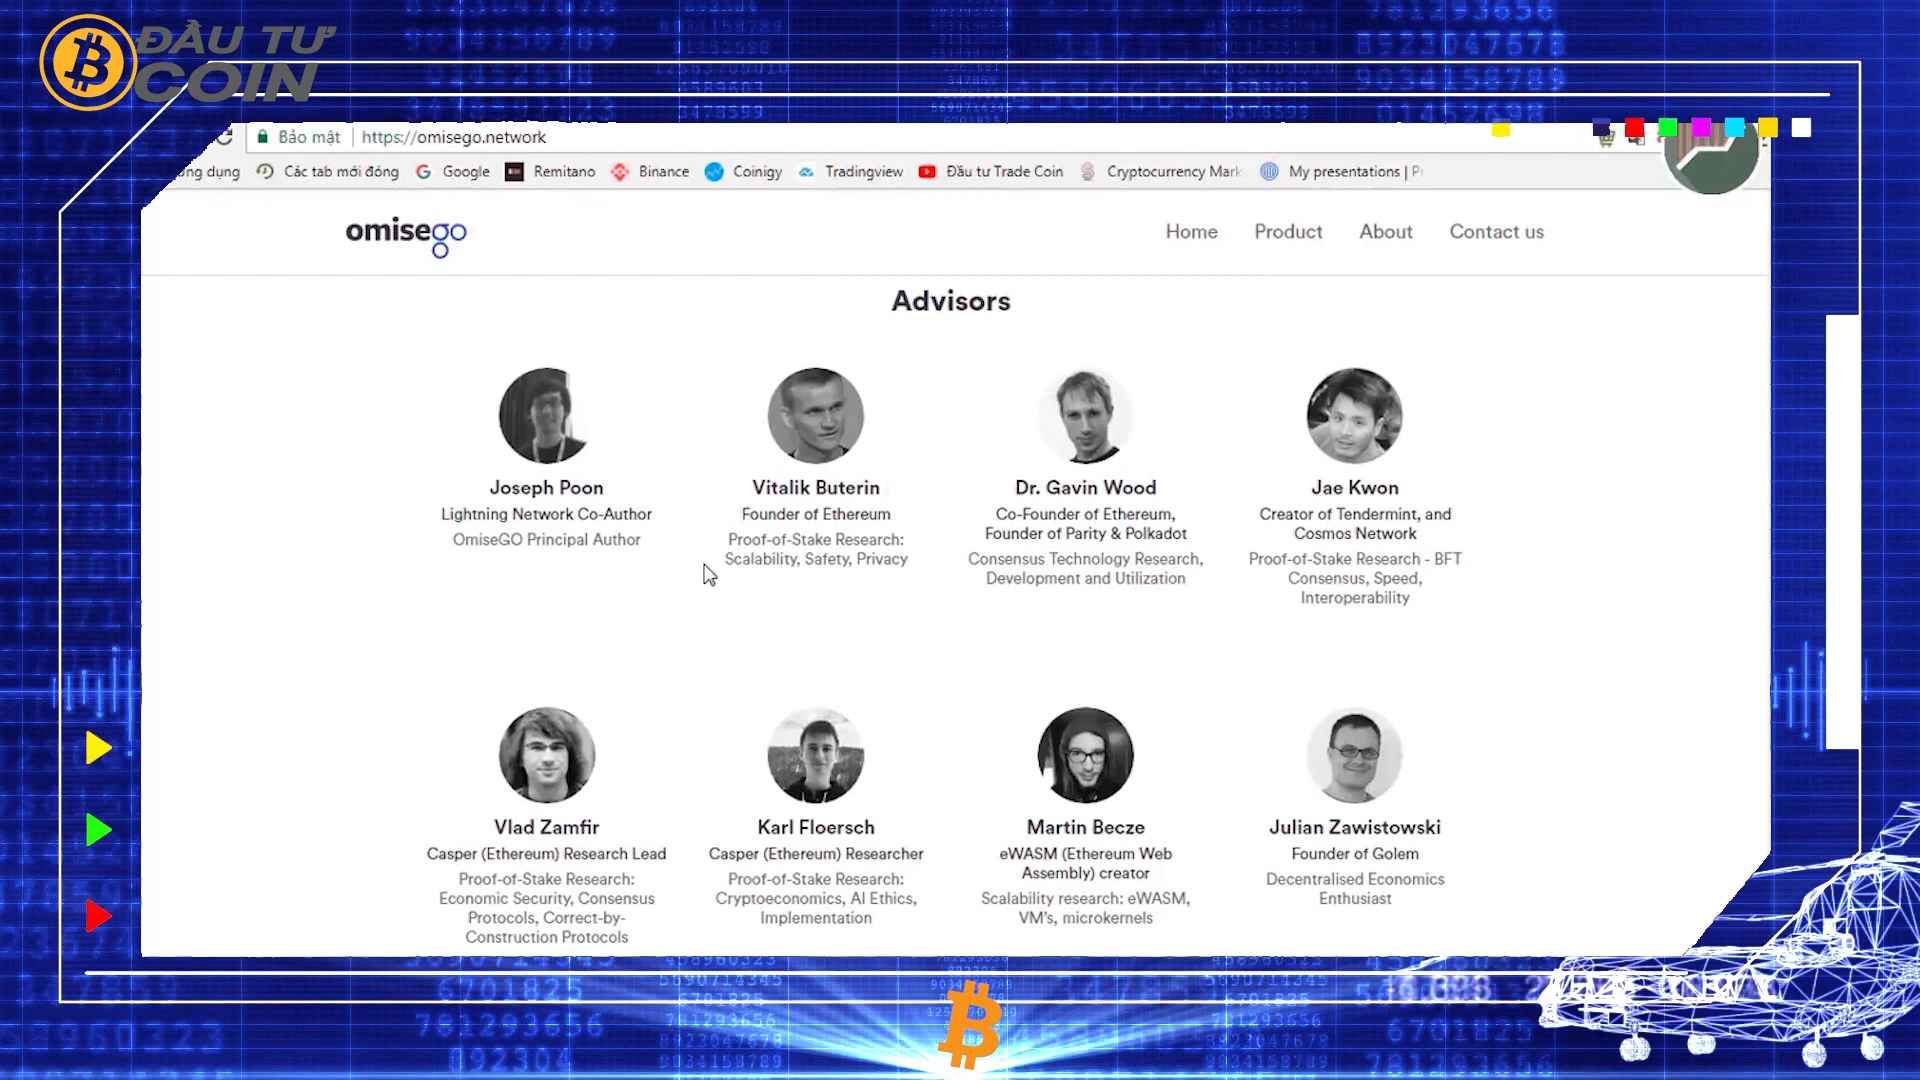 ĐẦU TƯ
COIN
Bảo mật https://omisego.network
ứng dụng Các tab mới đóng Google Remitano Binance Coinigy Tradingview Đầu tư Trade Coin Cryptocurrency Mark My presentations | P
omisego
Home Product About Contact us
Advisors
Joseph Poon
Lightning Network Co-Author
OmiseGO Principal Author
Vitalik Buterin
Founder of Ethereum
Proof-of-Stake Research:
Scalability, Safety, Privacy
Dr. Gavin Wood
Co-Founder of Ethereum,
Founder of Parity & Polkadot
Consensus Technology Research,
Development and Utilization
Jae Kwon
Creator of Tendermint, and
Cosmos Network
Proof-of-Stake Research - BFT
Consensus, Speed,
Interoperability
Vlad Zamfir
Casper (Ethereum) Research Lead
Proof-of-Stake Research:
Economic Security, Consensus
Protocols, Correct-by-
Construction Protocols
Karl Floersch
Casper (Ethereum) Researcher
Proof-of-Stake Research:
Cryptoeconomics, AI Ethics,
Implementation
Martin Becze
eWASM (Ethereum Web
Assembly) creator
Scalability research: eWASM,
VM's, microkernels
Julian Zawistowski
Founder of Golem
Decentralised Economics
Enthusiast